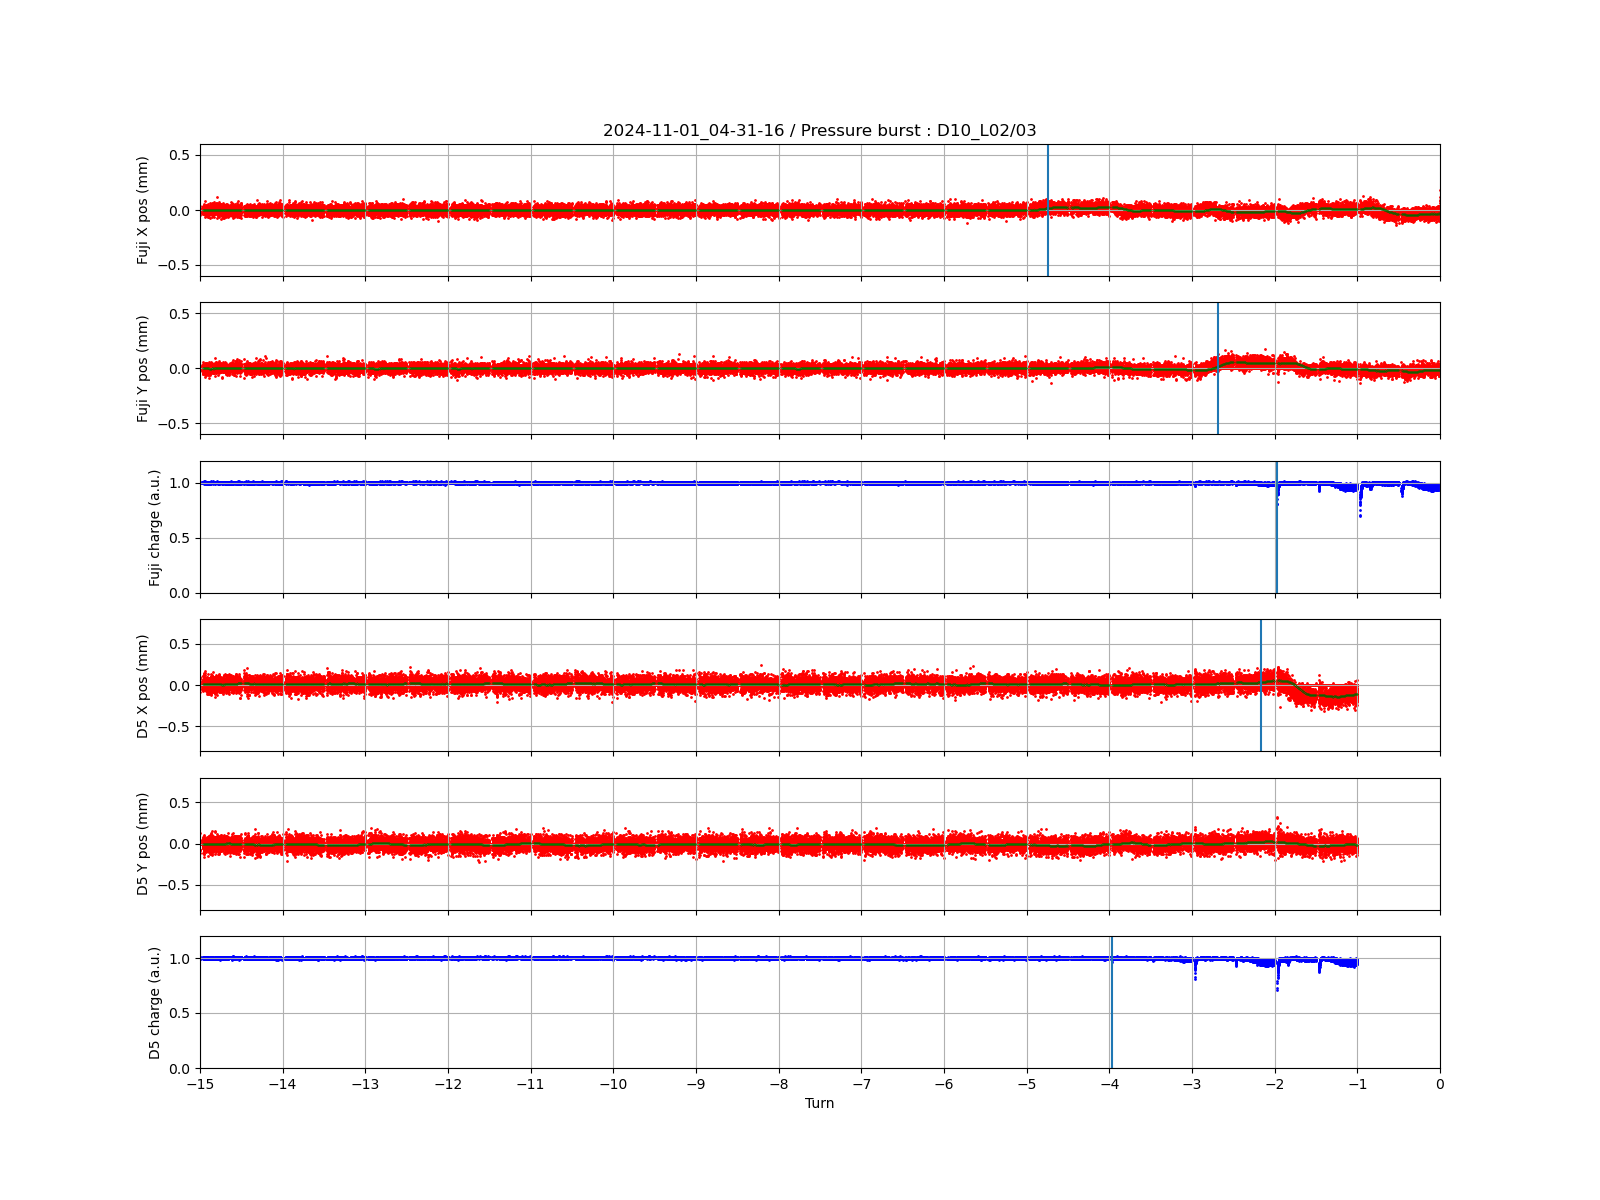 2024-11-01_04-31-16 / Pressure burst : D10_L02/03
Fuji X pos (mm)
0.5
0.0
−0.5
Fuji Y pos (mm)
0.5
0.0
−0.5
Fuji charge (a.u.)
1.0
0.5
0.0
D5 X pos (mm)
0.5
0.0
−0.5
D5 Y pos (mm)
0.5
0.0
−0.5
D5 charge (a.u.)
1.0
0.5
0.0
−15 −14 −13 −12 −11 −10 −9 −8 −7 −6 −5 −4 −3 −2 −1 0
Turn